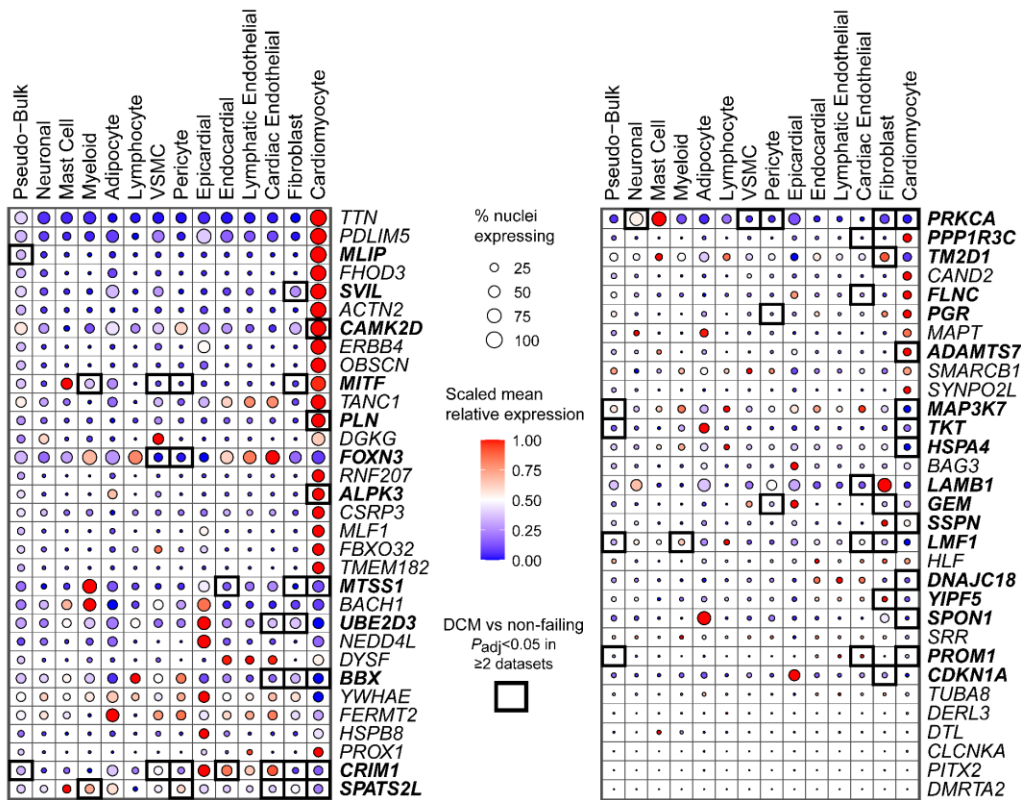 Pseudo−Bulk
Neuronal
Mast Cell
Myeloid
Adipocyte
Lymphocyte
VSMC
Pericyte
Epicardial
Endocardial
Lymphatic Endothelial
Cardiac Endothelial
Fibroblast
Cardiomyocyte
TTN
PDLIM5
MLIP
FHOD3
SVIL
ACTN2
CAMK2D
ERBB4
OBSCN
MITF
TANC1
PLN
DGKG
FOXN3
RNF207
ALPK3
CSRP3
MLF1
FBXO32
TMEM182
MTSS1
BACH1
UBE2D3
NEDD4L
DYSF
BBX
YWHAE
FERMT2
HSPB8
PROX1
CRIM1
SPATS2L
% nuclei
expressing
25
50
75
100
Scaled mean
relative expression
1.00
0.75
0.50
0.25
0.00
DCM vs non-failing
Padj<0.05 in
≥2 datasets
Pseudo−Bulk
Neuronal
Mast Cell
Myeloid
Adipocyte
Lymphocyte
VSMC
Pericyte
Epicardial
Endocardial
Lymphatic Endothelial
Cardiac Endothelial
Fibroblast
Cardiomyocyte
PRKCA
PPP1R3C
TM2D1
CAND2
FLNC
PGR
MAPT
ADAMTS7
SMARCB1
SYNPO2L
MAP3K7
TKT
HSPA4
BAG3
LAMB1
GEM
SSPN
LMF1
HLF
DNAJC18
YIPF5
SPON1
SRR
PROM1
CDKN1A
TUBA8
DERL3
DTL
CLCNKA
PITX2
DMRTA2